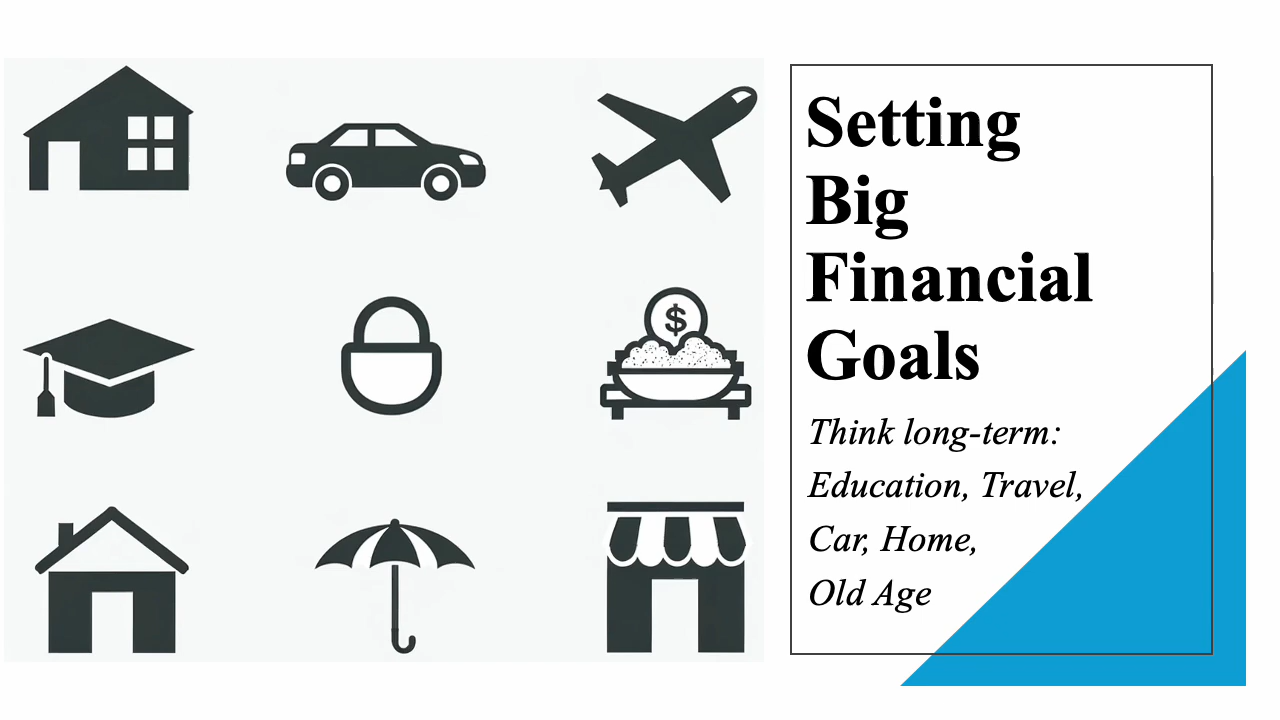 $
Setting
Big
Financial
Goals
Think long-term:
Education, Travel,
Car, Home,
Old Age